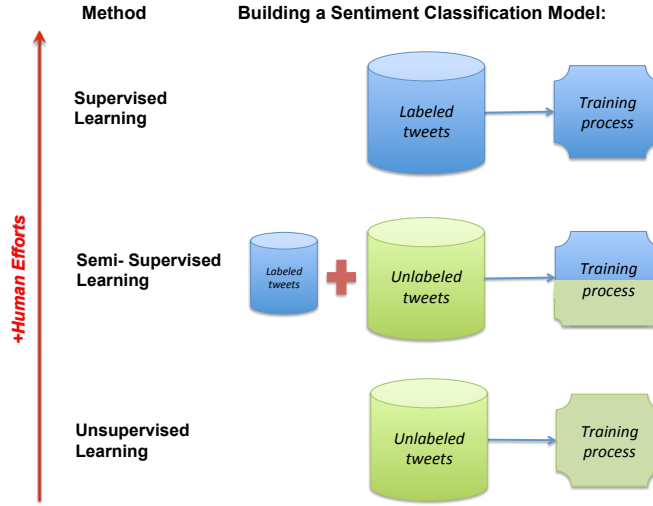 Method
Building a Sentiment Classification Model:
+Human Efforts
Supervised
Learning
Labeled
tweets
Training
process
Semi- Supervised
Learning
Labeled
tweets
Unlabeled
tweets
Training
process
Unsupervised
Learning
Unlabeled
tweets
Training
process